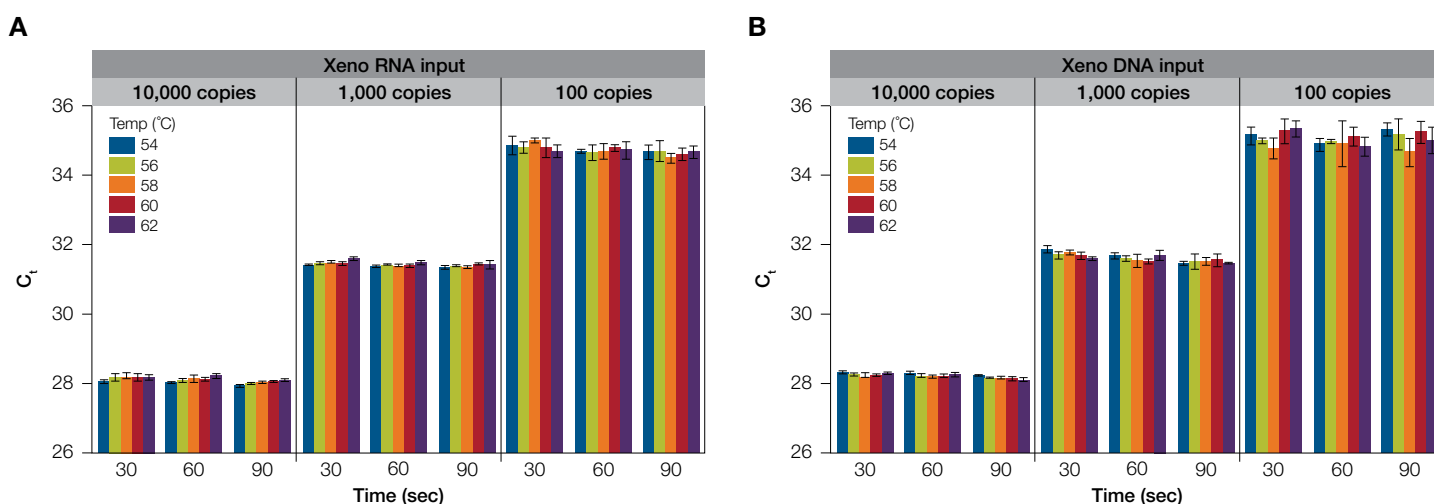 A
Xeno RNA input
10,000 copies 1,000 copies 100 copies
Temp (˚C)
54
56
58
60
62
36
34
32
30
28
26
Ct
30 60 90 30 60 90 30 60 90
Time (sec)
B
Xeno DNA input
10,000 copies 1,000 copies 100 copies
Temp (˚C)
54
56
58
60
62
36
34
32
30
28
26
Ct
30 60 90 30 60 90 30 60 90
Time (sec)